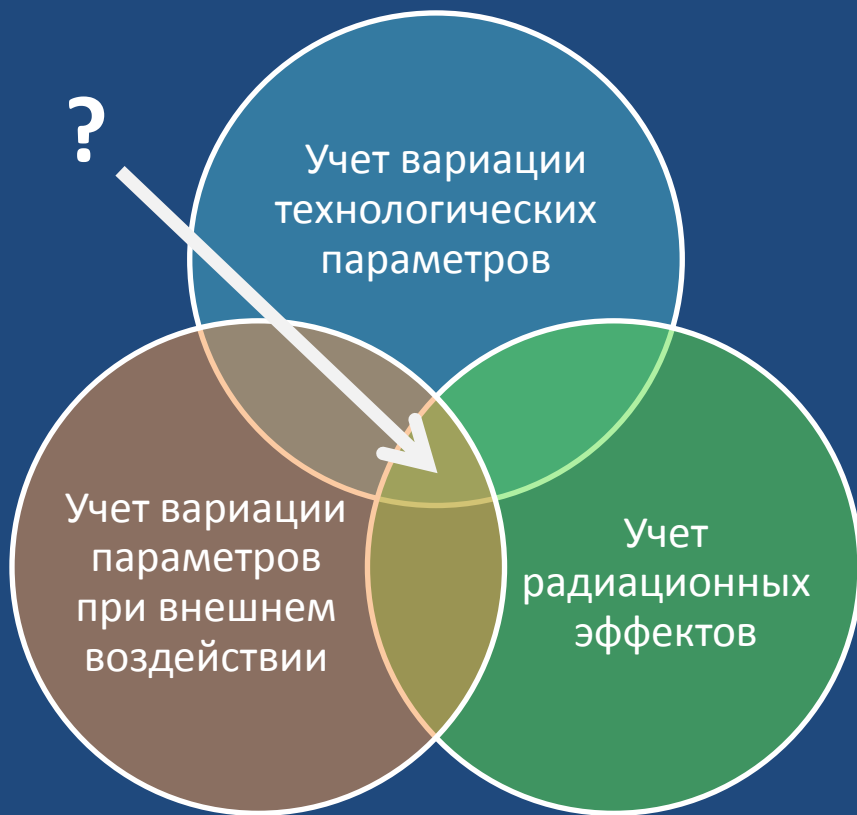 ?
Учет вариации
технологических
параметров
Учет вариации
параметров
при внешнем
воздействии
Учет
радиационных
эффектов